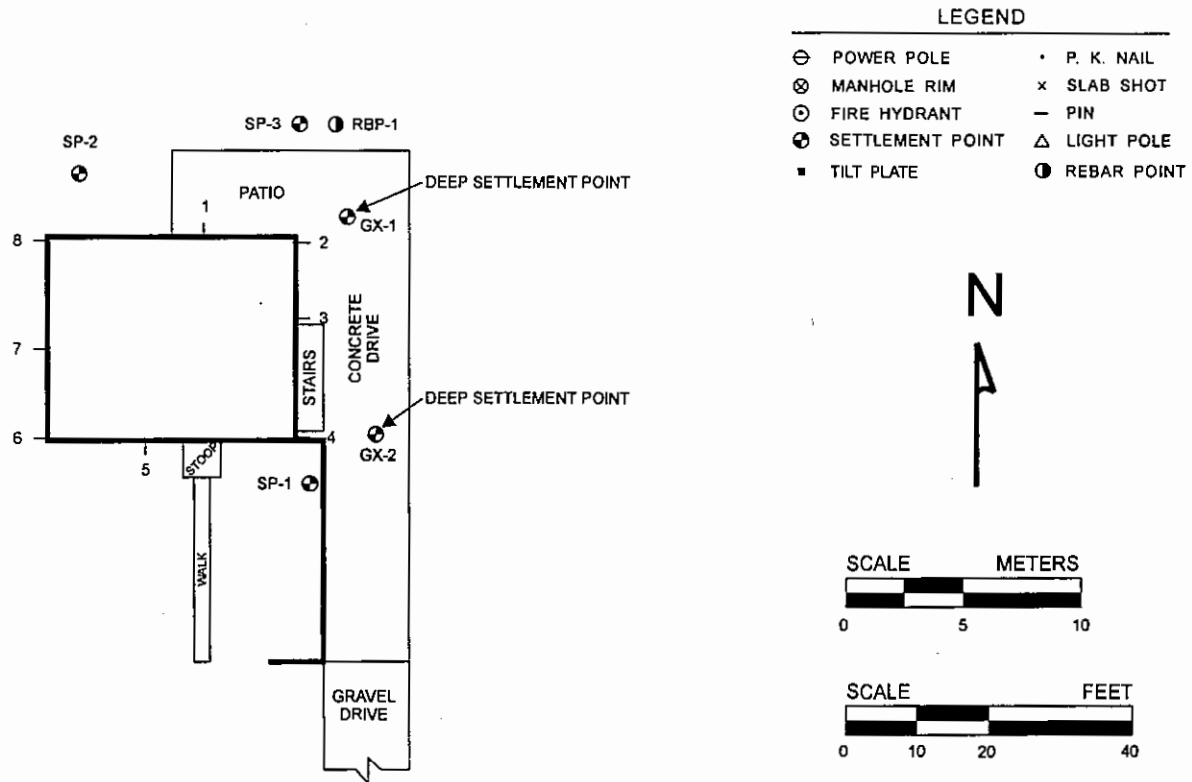 LEGEND
POWER POLE
MANHOLE RIM
FIRE HYDRANT
SETTLEMENT POINT
TILT PLATE
P. K. NAIL
SLAB SHOT
PIN
LIGHT POLE
REBAR POINT
SP-3
RBP-1
SP-2
PATIO
DEEP SETTLEMENT POINT
GX-1
1
8
2
3
7
CONCRETE
DRIVE
STAIRS
DEEP SETTLEMENT POINT
6
4
GX-2
5
STOOP
SP-1
WALK
GRAVEL
DRIVE
N
SCALE METERS
0 5 10
SCALE FEET
0 10 20 40